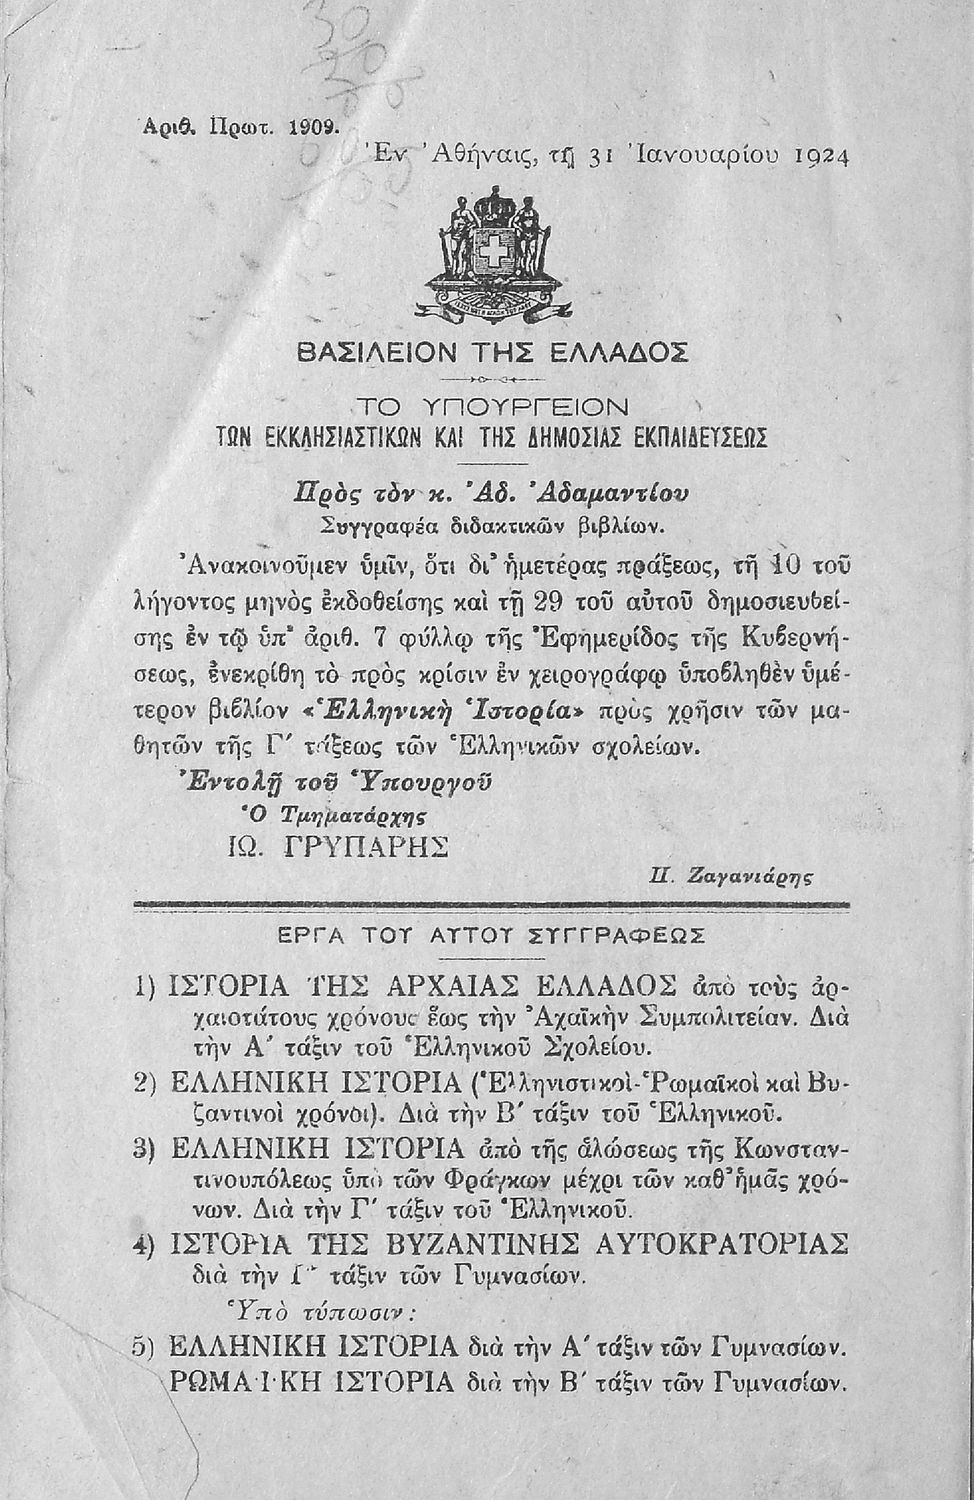 Αριθ. Πρωτ. 1909.
Ἐν Ἀθήναις, τῇ 31 Ἰανουαρίου 1924
ΒΑΣΙΛΕΙΟΝ ΤΗΣ ΕΛΛΑΔΟΣ
ΤΟ ΥΠΟΥΡΓΕΙΟΝ
ΤΩΝ ΕΚΚΛΗΣΙΑΣΤΙΚΩΝ ΚΑΙ ΤΗΣ ΔΗΜΟΣΙΑΣ ΕΚΠΑΙΔΕΥΣΕΩΣ
Πρὸς τὸν κ. Ἀδ. Ἀδαμαντίου
Συγγραφέα διδακτικῶν βιβλίων.
Ἀνακοινοῦμεν ὑμῖν, ὅτι δι᾽ ἡμετέρας πράξεως, τῇ 10 τοῦ
λήγοντος μηνὸς ἐκδοθείσης καὶ τῇ 29 τοῦ αὐτοῦ δημοσιευθεί-
σης ἐν τῷ ὑπ᾽ ἀριθ. 7 φύλλῳ τῆς Ἐφημερίδος τῆς Κυβερνή-
σεως, ἐνεκρίθη τὸ πρὸς κρίσιν ἐν χειρογράφῳ ὑποβληθὲν ὑμέ-
τερον βιβλίον «Ἑλληνικὴ Ἱστορία» πρὸς χρῆσιν τῶν μα-
θητῶν τῆς Γ΄ τάξεως τῶν Ἑλληνικῶν σχολείων.
Ἐντολῇ τοῦ Ὑπουργοῦ
Ὁ Τμηματάρχης
ΙΩ. ΓΡΥΠΑΡΗΣ
Π. Ζαγανιάρης
ΕΡΓΑ ΤΟΥ ΑΥΤΟΥ ΣΥΓΓΡΑΦΕΩΣ
1) ΙΣΤΟΡΙΑ ΤΗΣ ΑΡΧΑΙΑΣ ΕΛΛΑΔΟΣ ἀπὸ τοὺς ἀρ-
χαιοτάτους χρόνους ἕως τὴν Ἀχαϊκὴν Συμπολιτείαν. Διὰ
τὴν Α΄ τάξιν τοῦ Ἑλληνικοῦ Σχολείου.
2) ΕΛΛΗΝΙΚΗ ΙΣΤΟΡΙΑ (Ἑλληνιστικοὶ-Ῥωμαϊκοὶ καὶ Βυ-
ζαντινοὶ χρόνοι). Διὰ τὴν Β΄ τάξιν τοῦ Ἑλληνικοῦ.
3) ΕΛΛΗΝΙΚΗ ΙΣΤΟΡΙΑ ἀπὸ τῆς ἁλώσεως τῆς Κωνσταν-
τινουπόλεως ὑπὸ τῶν Φράγκων μέχρι τῶν καθ᾽ ἡμᾶς χρό-
νων. Διὰ τὴν Γ΄ τάξιν τοῦ Ἑλληνικοῦ.
4) ΙΣΤΟΡΙΑ ΤΗΣ ΒΥΖΑΝΤΙΝΗΣ ΑΥΤΟΚΡΑΤΟΡΙΑΣ
διὰ τὴν Γ΄ τάξιν τῶν Γυμνασίων.
Ὑπὸ τύπωσιν:
5) ΕΛΛΗΝΙΚΗ ΙΣΤΟΡΙΑ διὰ τὴν Α΄ τάξιν τῶν Γυμνασίων.
ΡΩΜΑ·Ι·ΚΗ ΙΣΤΟΡΙΑ διὰ τὴν Β΄ τάξιν τῶν Γυμνασίων.